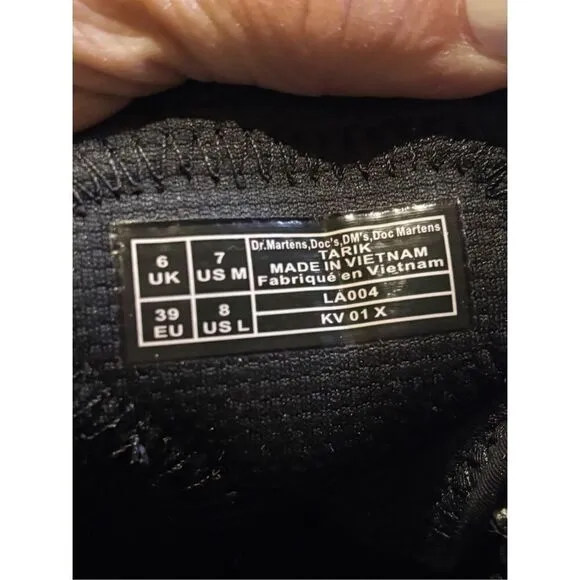 6
UK
7
US M
39
EU
8
US L
Dr.Martens,Doc's,DM's,Doc Martens
TARIK
MADE IN VIETNAM
Fabriqué en Vietnam
LA004
KV 01 X